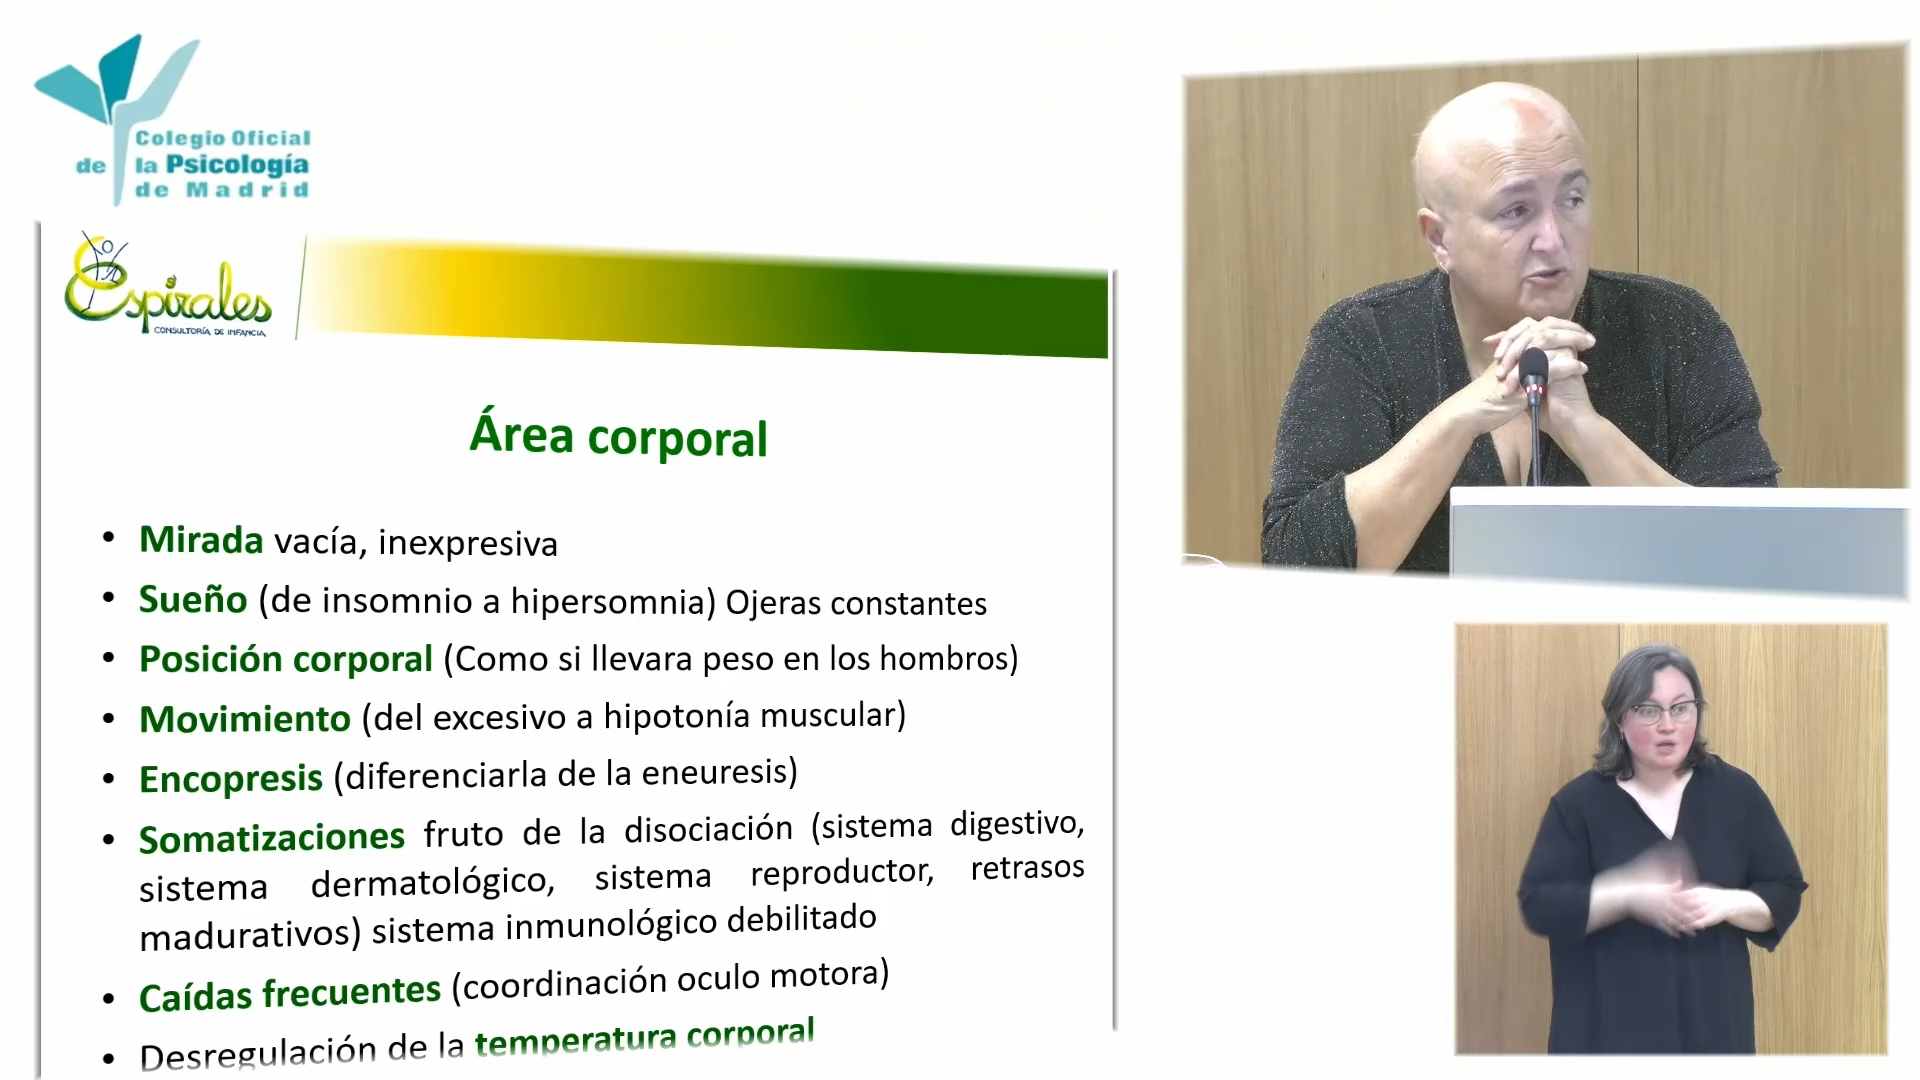 Colegio Oficial
de la Psicología
de Madrid
Espirales
CONSULTORÍA DE INFANCIA
Área corporal
• Mirada vacía, inexpresiva
• Sueño (de insomnio a hipersomnia) Ojeras constantes
• Posición corporal (Como si llevara peso en los hombros)
• Movimiento (del excesivo a hipotonía muscular)
• Encopresis (diferenciarla de la eneuresis)
• Somatizaciones fruto de la disociación (sistema digestivo,
sistema dermatológico, sistema reproductor, retrasos
madurativos) sistema inmunológico debilitado
• Caídas frecuentes (coordinación oculo motora)
• Desregulación de la temperatura corporal